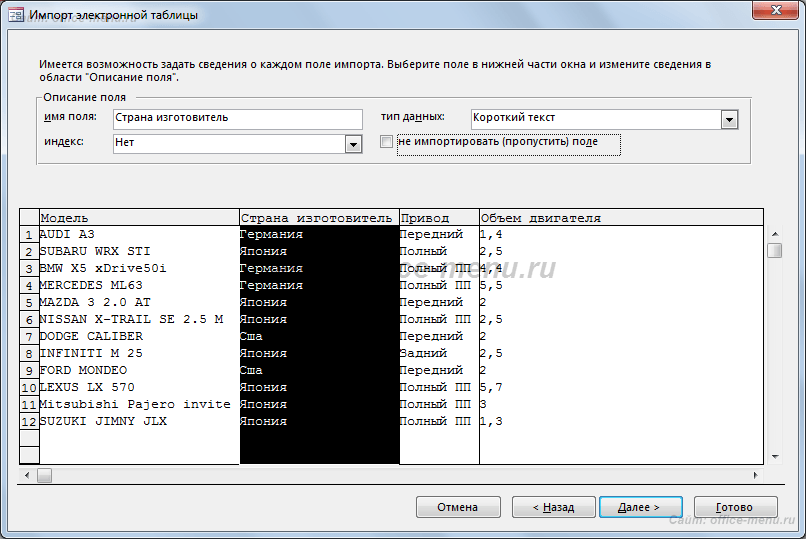 Импорт электронной таблицы
Имеется возможность задать сведения о каждом поле импорта. Выберите поле в нижней части окна и измените сведения в
области "Описание поля".
Описание поля
имя поля: Страна изготовитель тип данных: Короткий текст
индекс: Нет не импортировать (пропустить) поле
Модель Страна изготовитель Привод Объем двигателя
1 AUDI A3 Германия Передний 1,4
2 SUBARU WRX STI Япония Полный 2,5
3 BMW X5 xDrive50i Германия Полный ПП 4,4
4 MERCEDES ML63 Германия Полный ПП 5,5
5 MAZDA 3 2.0 AT Япония Передний 2
6 NISSAN X-TRAIL SE 2.5 M Япония Полный ПП 2,5
7 DODGE CALIBER Сша Передний 2
8 INFINITI M 25 Япония Задний 2,5
9 FORD MONDEO Сша Передний 2
10 LEXUS LX 570 Япония Полный ПП 5,7
11 Mitsubishi Pajero invite Япония Полный ПП 3
12 SUZUKI JIMNY JLX Япония Полный ПП 1,3
Отмена < Назад Далее > Готово
Сайт: office-menu.ru